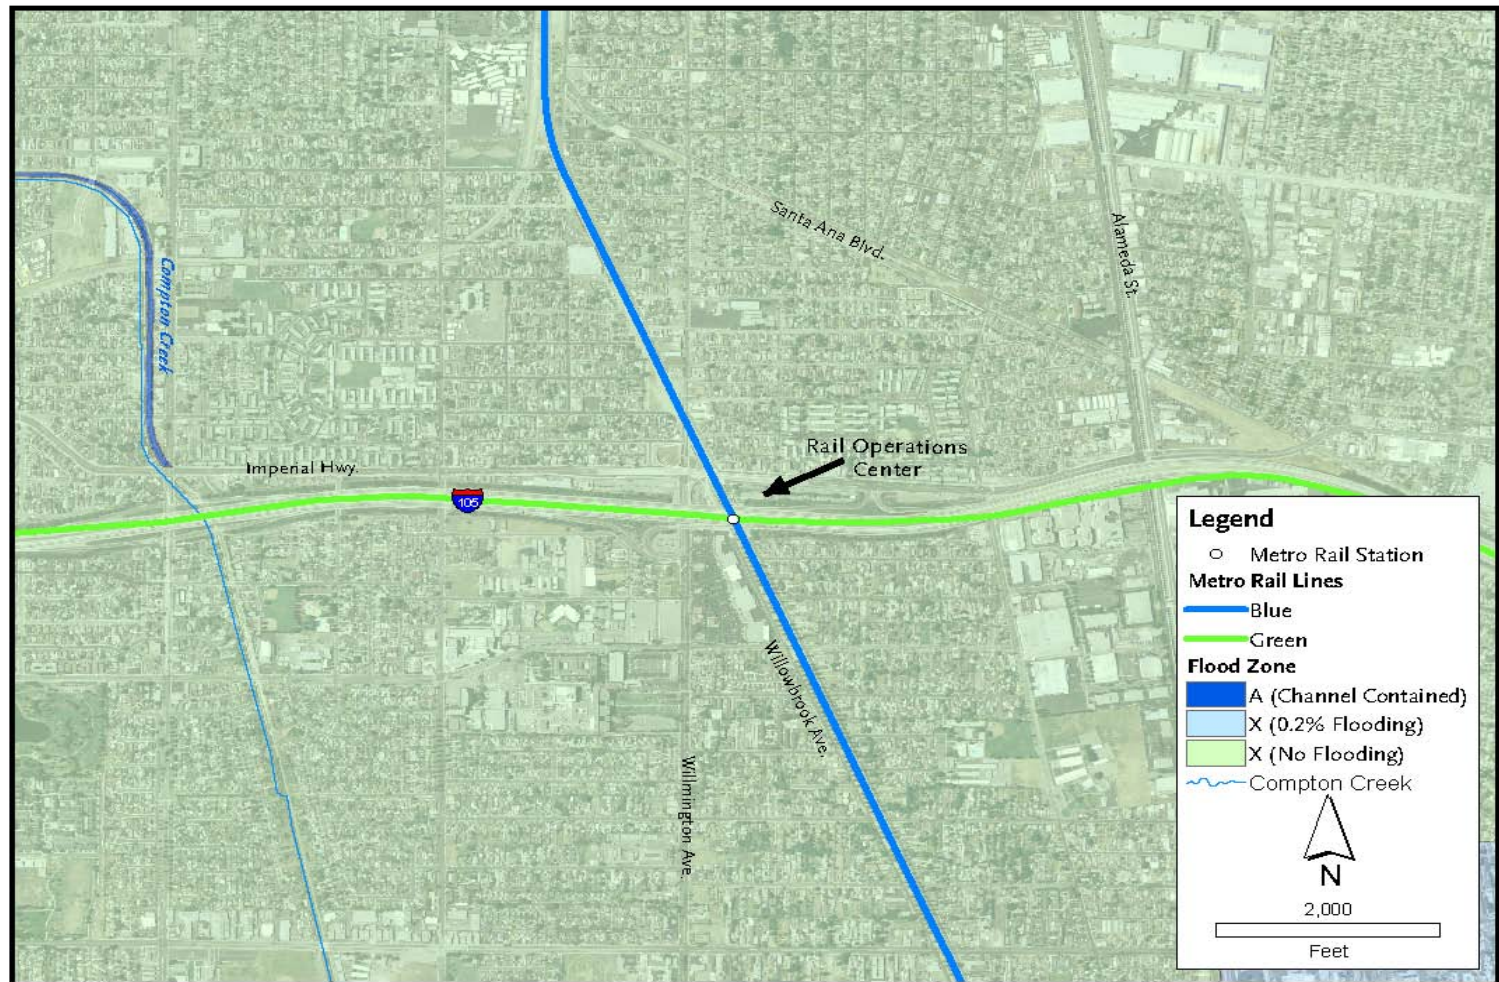 Santa Ana Blvd.
Alameda St.
Compton Creek
Rail Operations
Center
Imperial Hwy.
105
Willowbrook Ave.
Willmington Ave.
Legend
Metro Rail Station
Metro Rail Lines
Blue
Green
Flood Zone
A (Channel Contained)
X (0.2% Flooding)
X (No Flooding)
Compton Creek
N
2,000
Feet